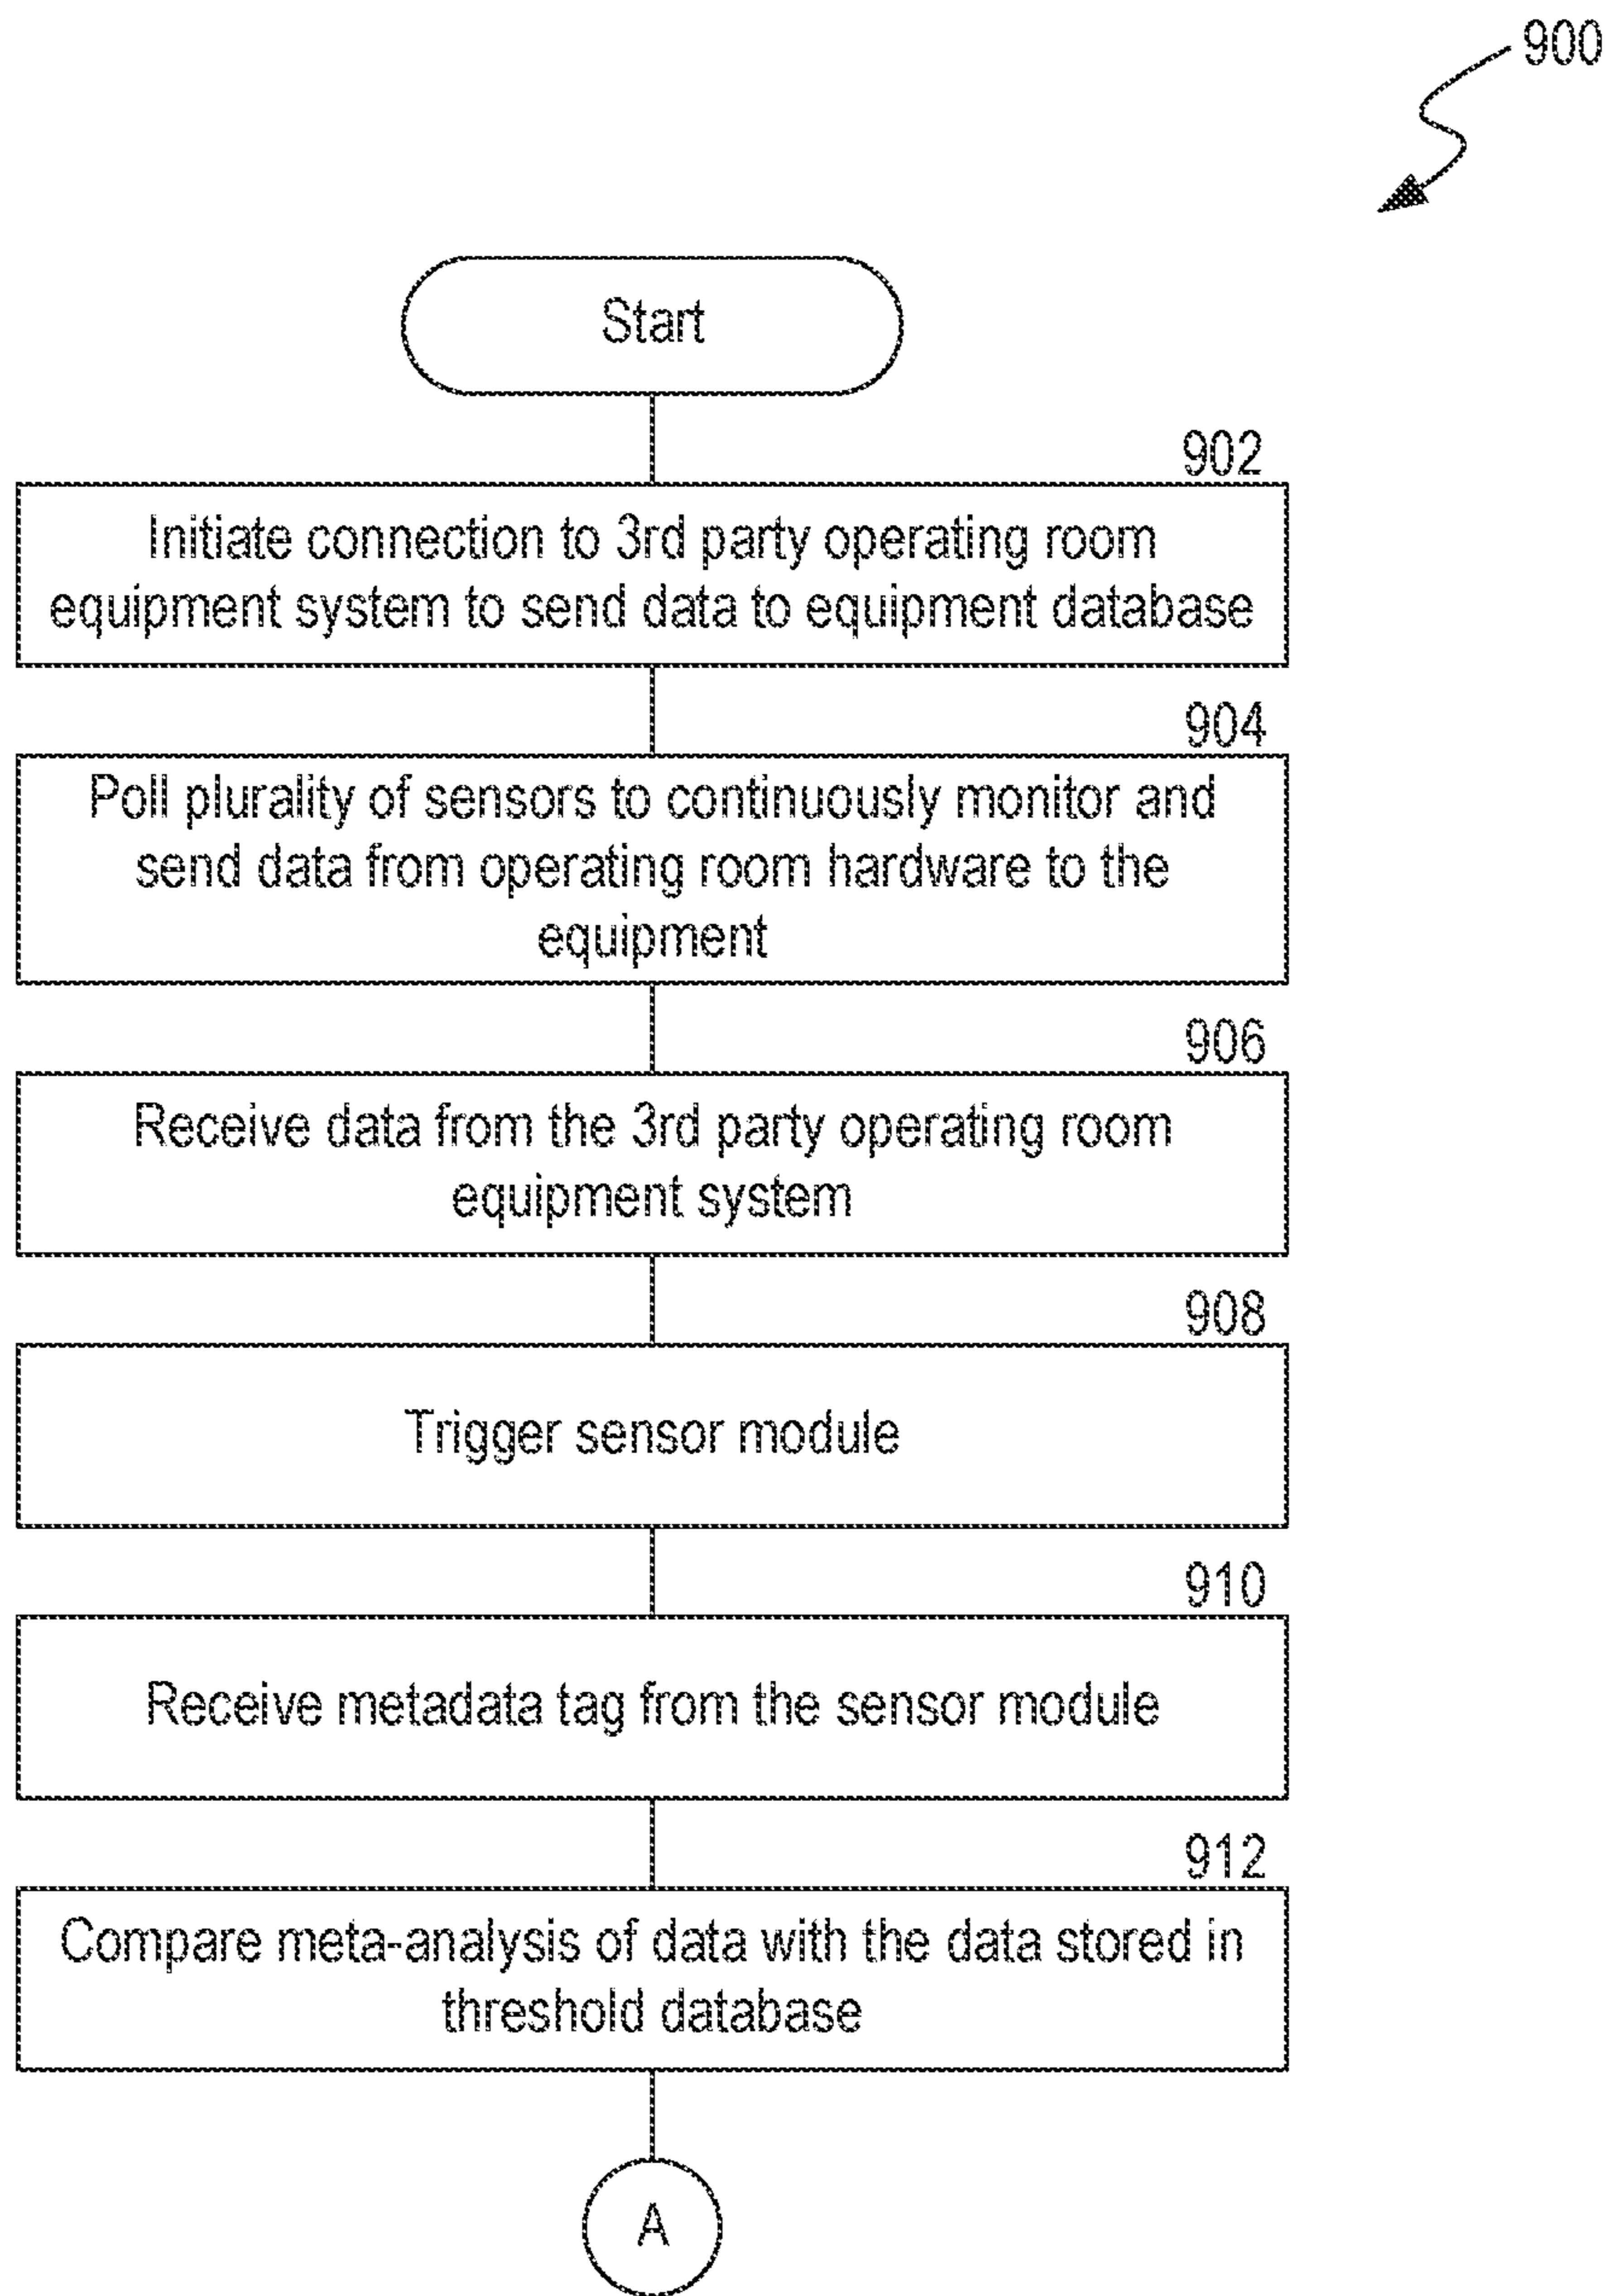 900
Start
902
Initiate connection to 3rd party operating room
equipment system to send data to equipment database
904
Poll plurality of sensors to continuously monitor and
send data from operating room hardware to the
equipment
906
Receive data from the 3rd party operating room
equipment system
908
Trigger sensor module
910
Receive metadata tag from the sensor module
912
Compare meta-analysis of data with the data stored in
threshold database
A